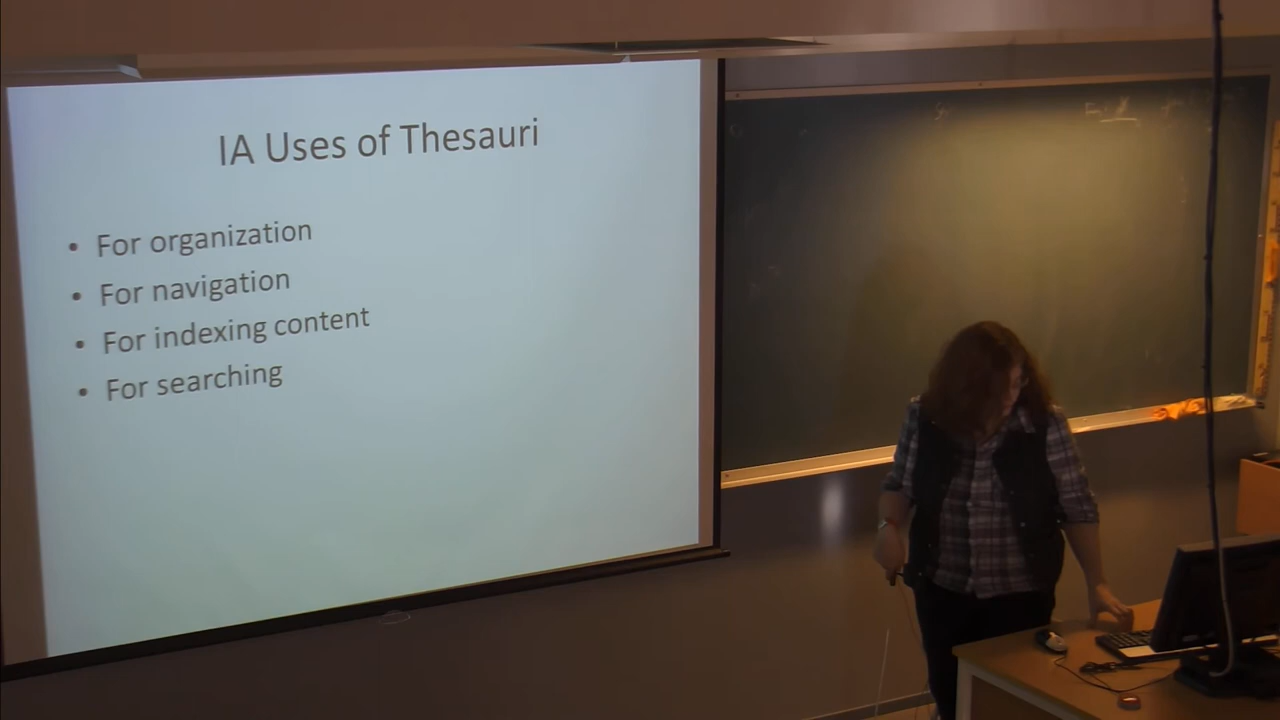 IA Uses of Thesauri
• For organization
• For navigation
• For indexing content
• For searching